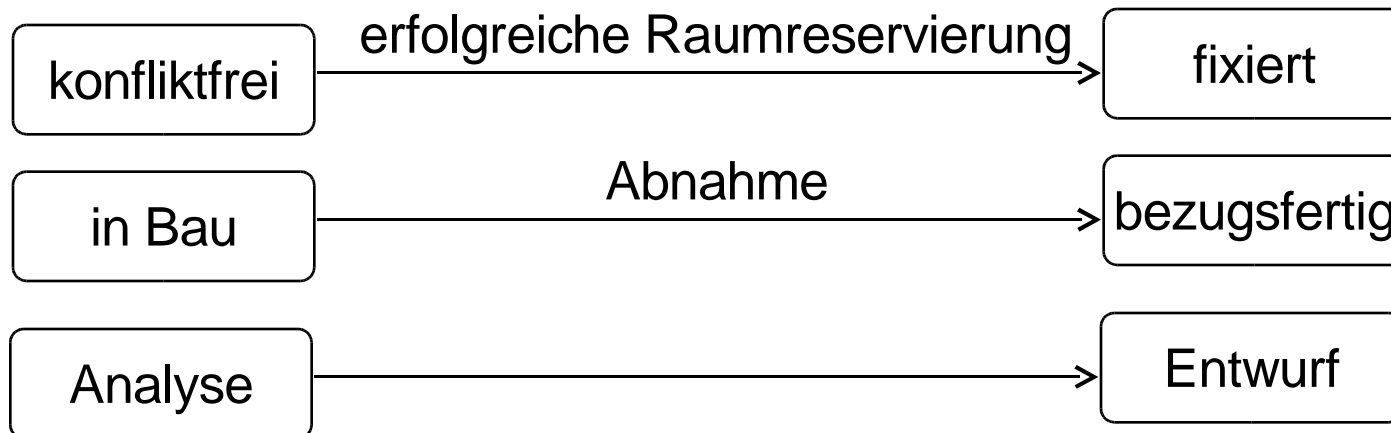 konfliktfrei
erfolgreiche Raumreservierung
fixiert
in Bau
Abnahme
bezugsfertig
Analyse
Entwurf